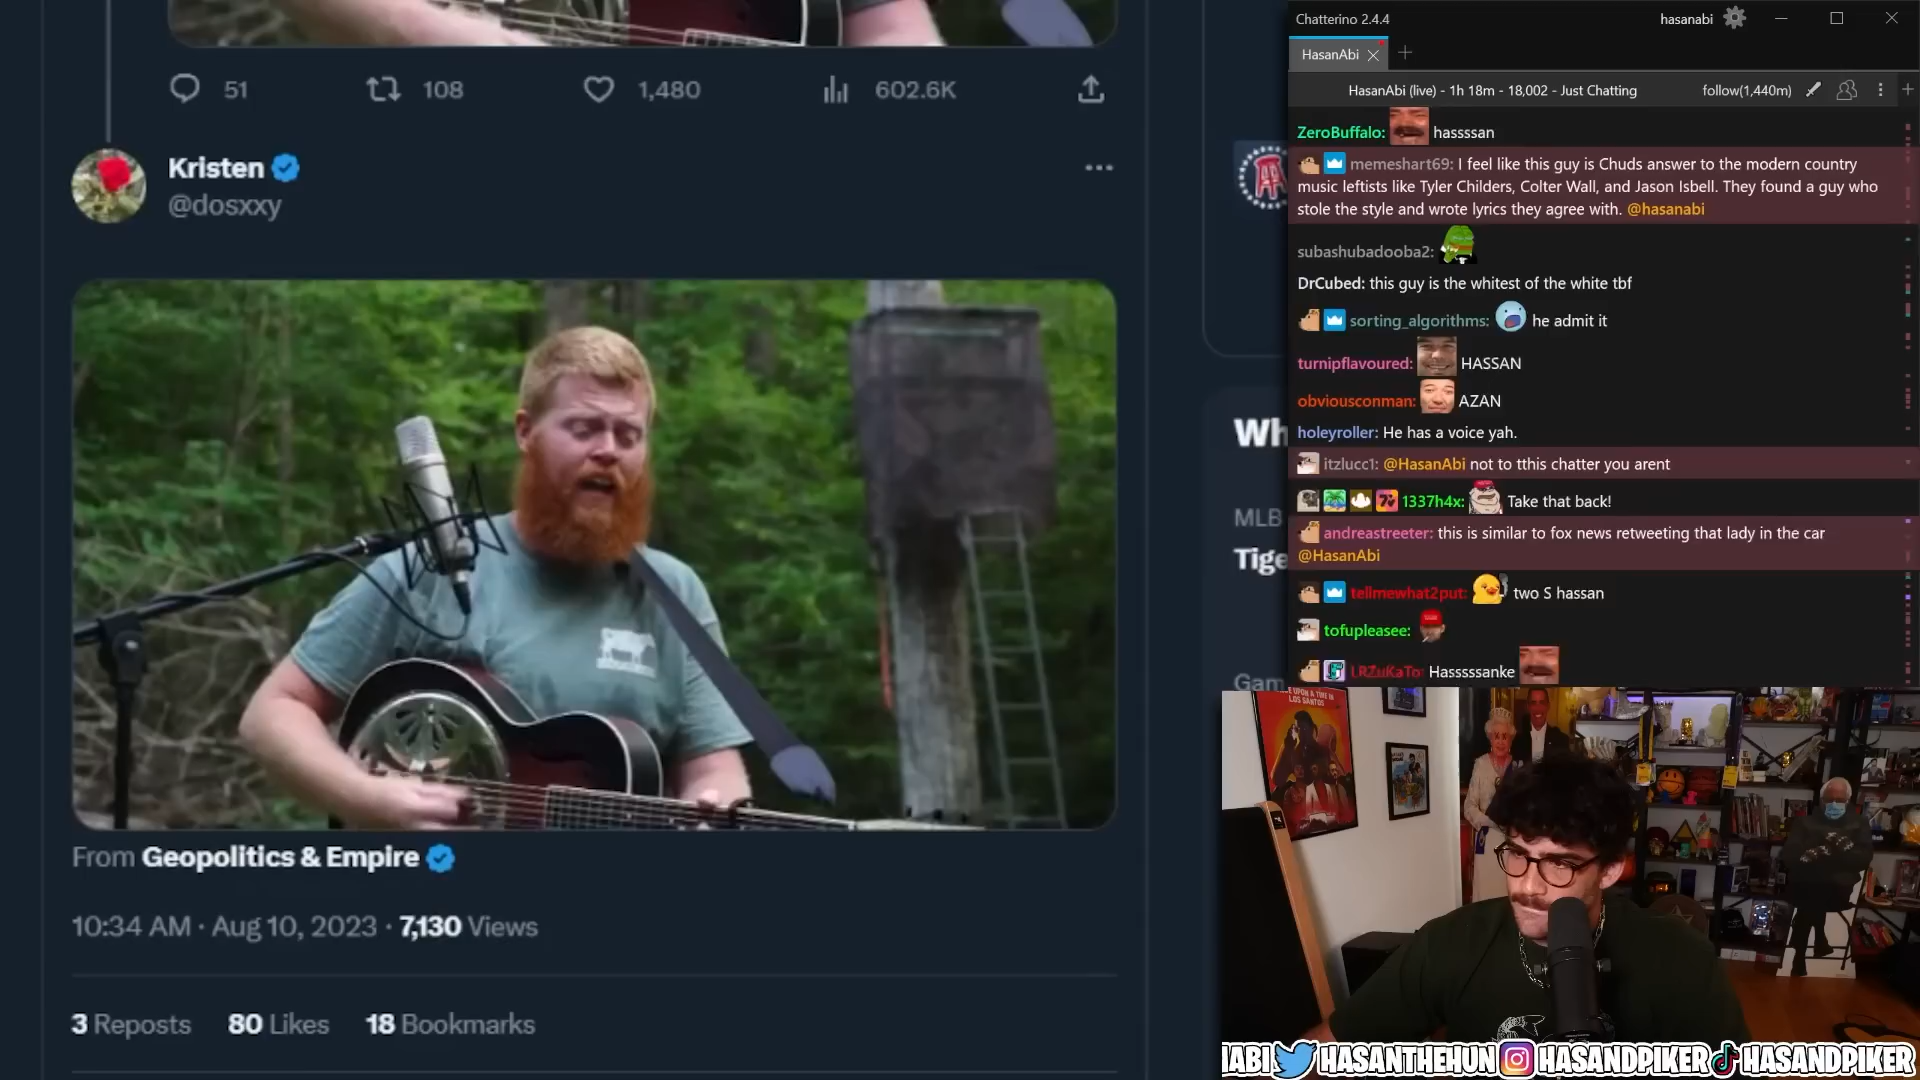 51 108 1,480 602.6K
Kristen
@dosxxy
From Geopolitics & Empire
10:34 AM · Aug 10, 2023 · 7,130 Views
3 Reposts 80 Likes 18 Bookmarks
Wh
MLB
Tige
Gam
Chatterino 2.4.4
hasanabi
HasanAbi
HasanAbi (live) - 1h 18m - 18,002 - Just Chatting
follow(1,440m)
ZeroBuffalo: hassssan
memeshart69: I feel like this guy is Chuds answer to the modern country
music leftists like Tyler Childers, Colter Wall, and Jason Isbell. They found a guy who
stole the style and wrote lyrics they agree with. @hasanabi
subashubadooba2:
DrCubed: this guy is the whitest of the white tbf
sorting_algorithms: he admit it
turnipflavoured: HASSAN
obviousconman: AZAN
holeyroller: He has a voice yah.
itzlucc1: @HasanAbi not to tthis chatter you arent
1337h4x: Take that back!
andreastreeter: this is similar to fox news retweeting that lady in the car
@HasanAbi
tellmewhat2put: two S hassan
tofupleasee:
LRZuKaTo: Hasssssanke
LOS SANTOS
IABI HASANTHEHUN HASANDPIKER HASANDPIKER